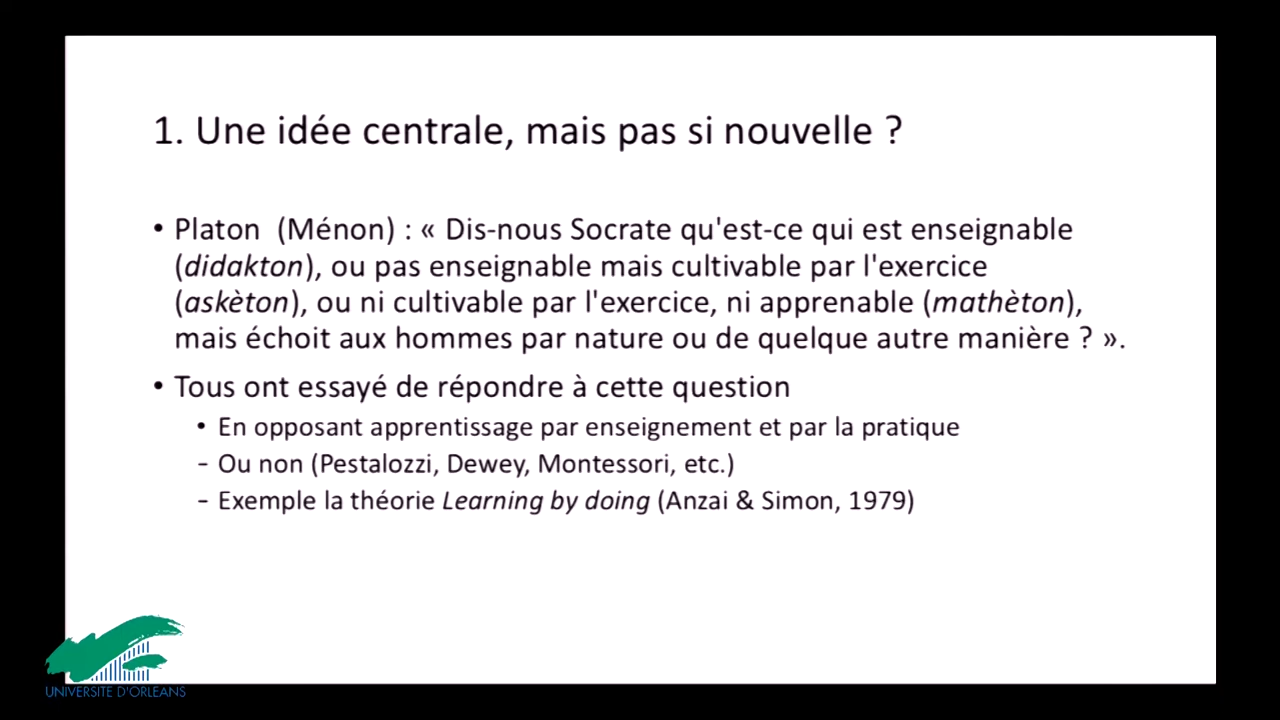 1. Une idée centrale, mais pas si nouvelle ?
• Platon  (Ménon) : « Dis-nous Socrate qu'est-ce qui est enseignable
(didakton), ou pas enseignable mais cultivable par l'exercice
(askèton), ou ni cultivable par l'exercice, ni apprenable (mathèton),
mais échoit aux hommes par nature ou de quelque autre manière ? ».
• Tous ont essayé de répondre à cette question
• En opposant apprentissage par enseignement et par la pratique
- Ou non (Pestalozzi, Dewey, Montessori, etc.)
- Exemple la théorie Learning by doing (Anzai & Simon, 1979)
UNIVERSITE D'ORLEANS